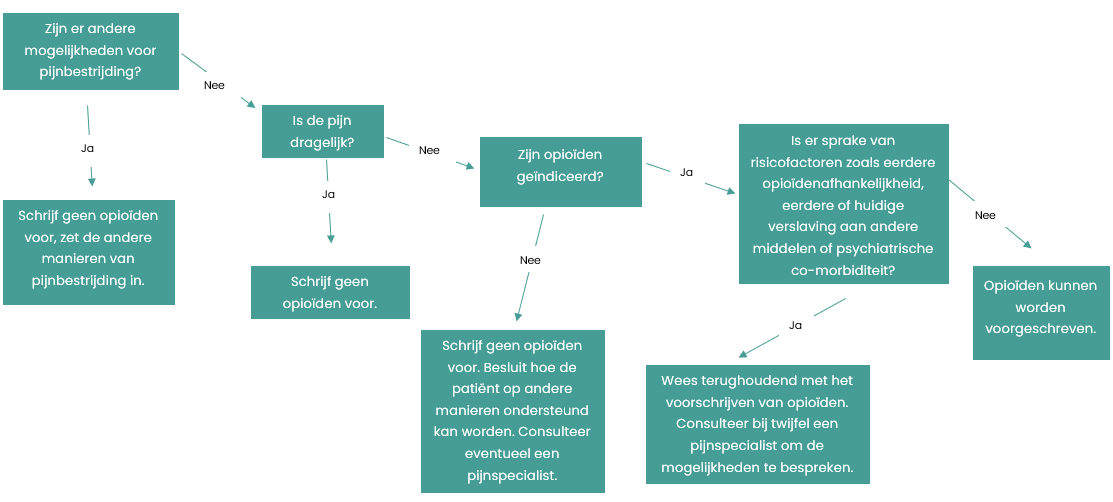 Zijn er andere
mogelijkheden voor
pijnbestrijding?
Nee
Ja
Schrijf geen opioïden
voor, zet de andere
manieren van
pijnbestrijding in.
Is de pijn
dragelijk?
Nee
Ja
Schrijf geen
opioïden voor.
Zijn opioïden
geïndiceerd?
Ja
Nee
Schrijf geen opioïden
voor. Besluit hoe de
patiënt op andere
manieren ondersteund
kan worden. Consulteer
eventueel een
pijnspecialist.
Is er sprake van
risicofactoren zoals eerdere
opioïdenafhankelijkheid,
eerdere of huidige
verslaving aan andere
middelen of psychiatrische
co-morbiditeit?
Nee
Ja
Wees terughoudend met het
voorschrijven van opioïden.
Consulteer bij twijfel een
pijnspecialist om de
mogelijkheden te bespreken.
Opioïden kunnen
worden
voorgeschreven.